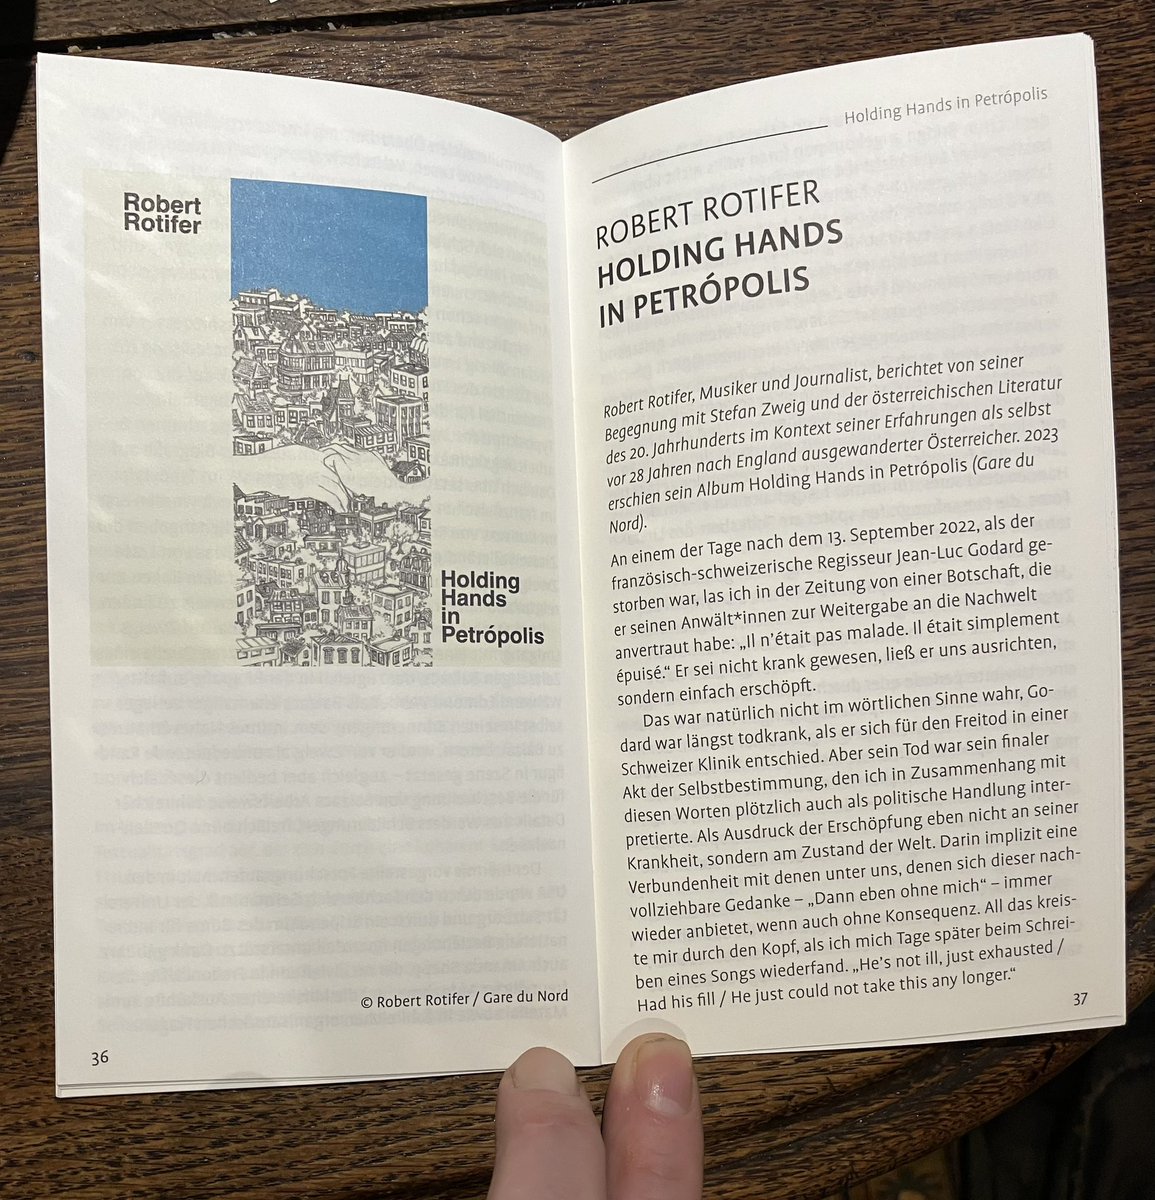 Robert
Rotifer
Holding
Hands
in
Petrópolis
© Robert Rotifer / Gare du Nord
36
Holding Hands in Petrópolis
ROBERT ROTIFER
HOLDING HANDS
IN PETRÓPOLIS
Robert Rotifer, Musiker und Journalist, berichtet von seiner
Begegnung mit Stefan Zweig und der österreichischen Literatur
des 20. Jahrhunderts im Kontext seiner Erfahrungen als selbst
vor 28 Jahren nach England ausgewanderter Österreicher. 2023
erschien sein Album Holding Hands in Petrópolis (Gare du
Nord).
An einem der Tage nach dem 13. September 2022, als der
französisch-schweizerische Regisseur Jean-Luc Godard ge-
storben war, las ich in der Zeitung von einer Botschaft, die
er seinen Anwält*innen zur Weitergabe an die Nachwelt
anvertraut habe: „Il n’était pas malade. Il était simplement
épuisé.“ Er sei nicht krank gewesen, ließ er uns ausrichten,
sondern einfach erschöpft.
Das war natürlich nicht im wörtlichen Sinne wahr, Go-
dard war längst todkrank, als er sich für den Freitod in einer
Schweizer Klinik entschied. Aber sein Tod war sein finaler
Akt der Selbstbestimmung, den ich in Zusammenhang mit
diesen Worten plötzlich auch als politische Handlung inter-
pretierte. Als Ausdruck der Erschöpfung eben nicht an seiner
Krankheit, sondern am Zustand der Welt. Darin implizit eine
Verbundenheit mit denen unter uns, denen sich dieser nach-
vollziehbare Gedanke – „Dann eben ohne mich“ – immer
wieder anbietet, wenn auch ohne Konsequenz. All das kreis-
te mir durch den Kopf, als ich mich Tage später beim Schrei-
ben eines Songs wiederfand. „He’s not ill, just exhausted /
Had his fill / He just could not take this any longer.“
37